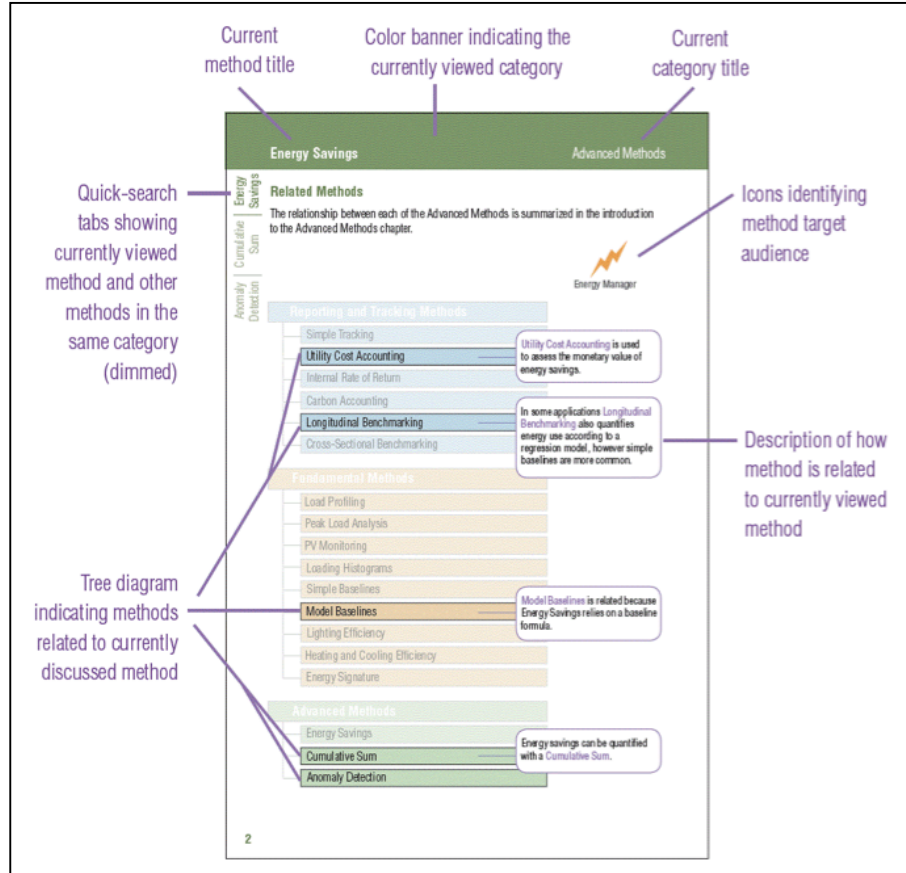 Current
method title
Color banner indicating the
currently viewed category
Current
category title
Energy Savings
Advanced Methods
Quick-search
tabs showing
currently viewed
method and other
methods in the
same category
(dimmed)
Energy
Savings
Cumulative
Sum
Anomaly
Detection
Related Methods
The relationship between each of the Advanced Methods is summarized in the introduction
to the Advanced Methods chapter.
Energy Manager
Icons identifying
method target
audience
Reporting and Tracking Methods
Simple Tracking
Utility Cost Accounting
Internal Rate of Return
Carbon Accounting
Longitudinal Benchmarking
Cross-Sectional Benchmarking
Utility Cost Accounting is used
to assess the monetary value of
energy savings.
In some applications Longitudinal
Benchmarking also quantifies
energy use according to a
regression model, however simple
baselines are more common.
Description of how
method is related
to currently viewed
method
Fundamental Methods
Load Profiling
Peak Load Analysis
PV Monitoring
Loading Histograms
Simple Baselines
Model Baselines
Lighting Efficiency
Heating and Cooling Efficiency
Energy Signature
Model Baselines is related because
Energy Savings relies on a baseline
formula.
Tree diagram
indicating methods
related to currently
discussed method
Advanced Methods
Energy Savings
Cumulative Sum
Anomaly Detection
Energy savings can be quantified
with a Cumulative Sum.
2